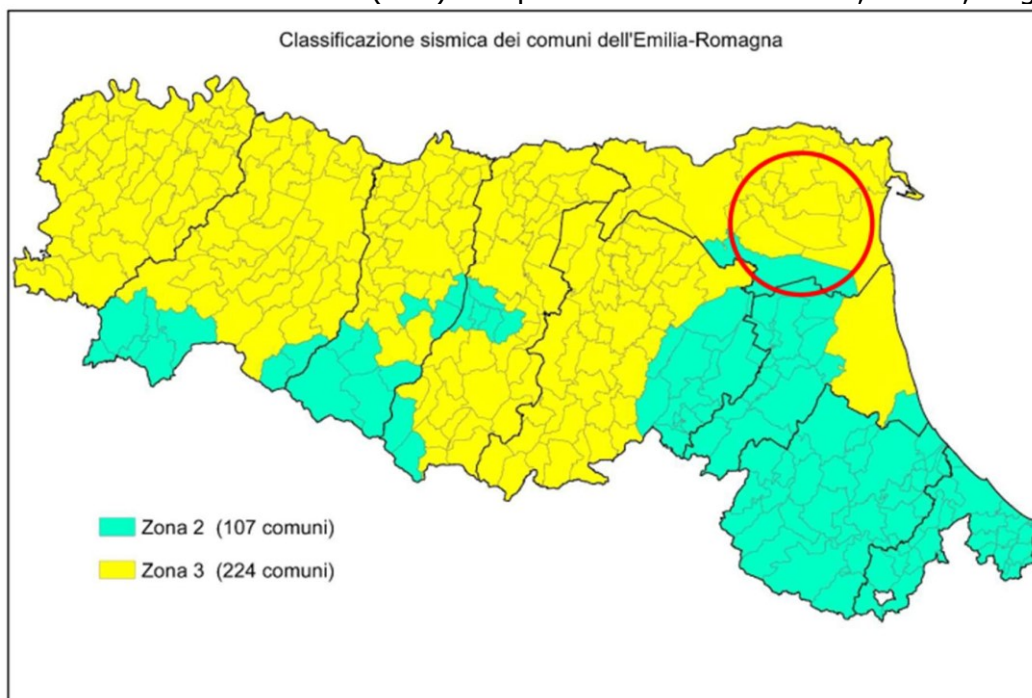 Classificazione sismica dei comuni dell'Emilia-Romagna
Zona 2 (107 comuni)
Zona 3 (224 comuni)